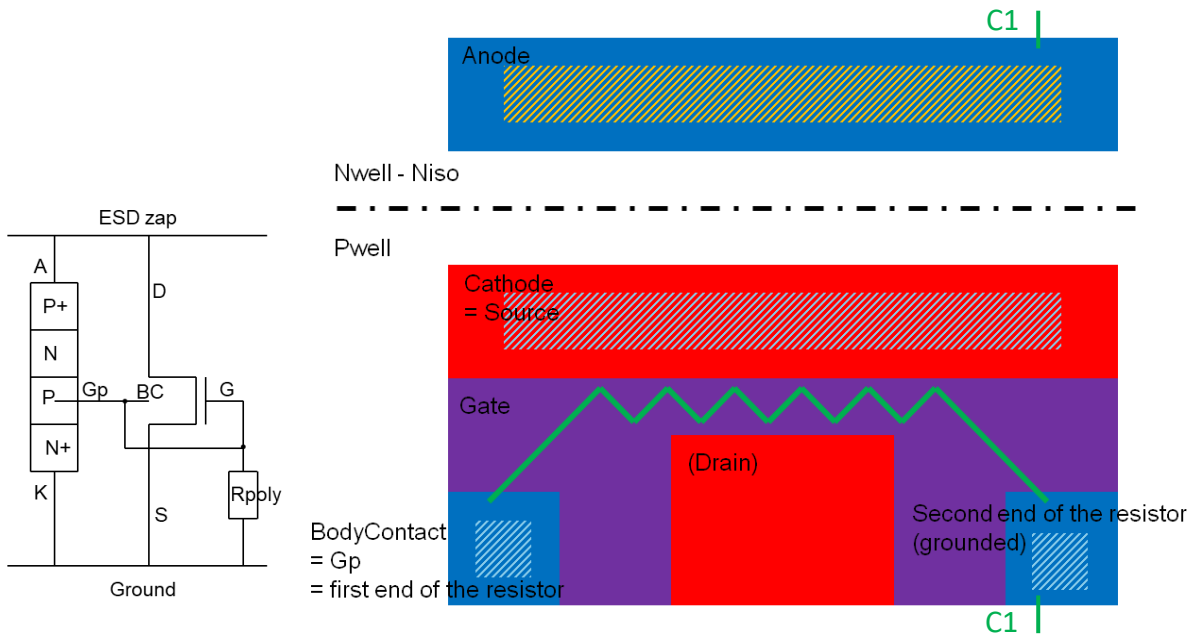 ESD zap
A
D
P+
N
P
Gp
BC
G
N+
K
S
Rpoly
Ground
C1
Anode
Nwell - Niso
Pwell
Cathode
= Source
Gate
(Drain)
BodyContact
= Gp
= first end of the resistor
Second end of the resistor
(grounded)
C1